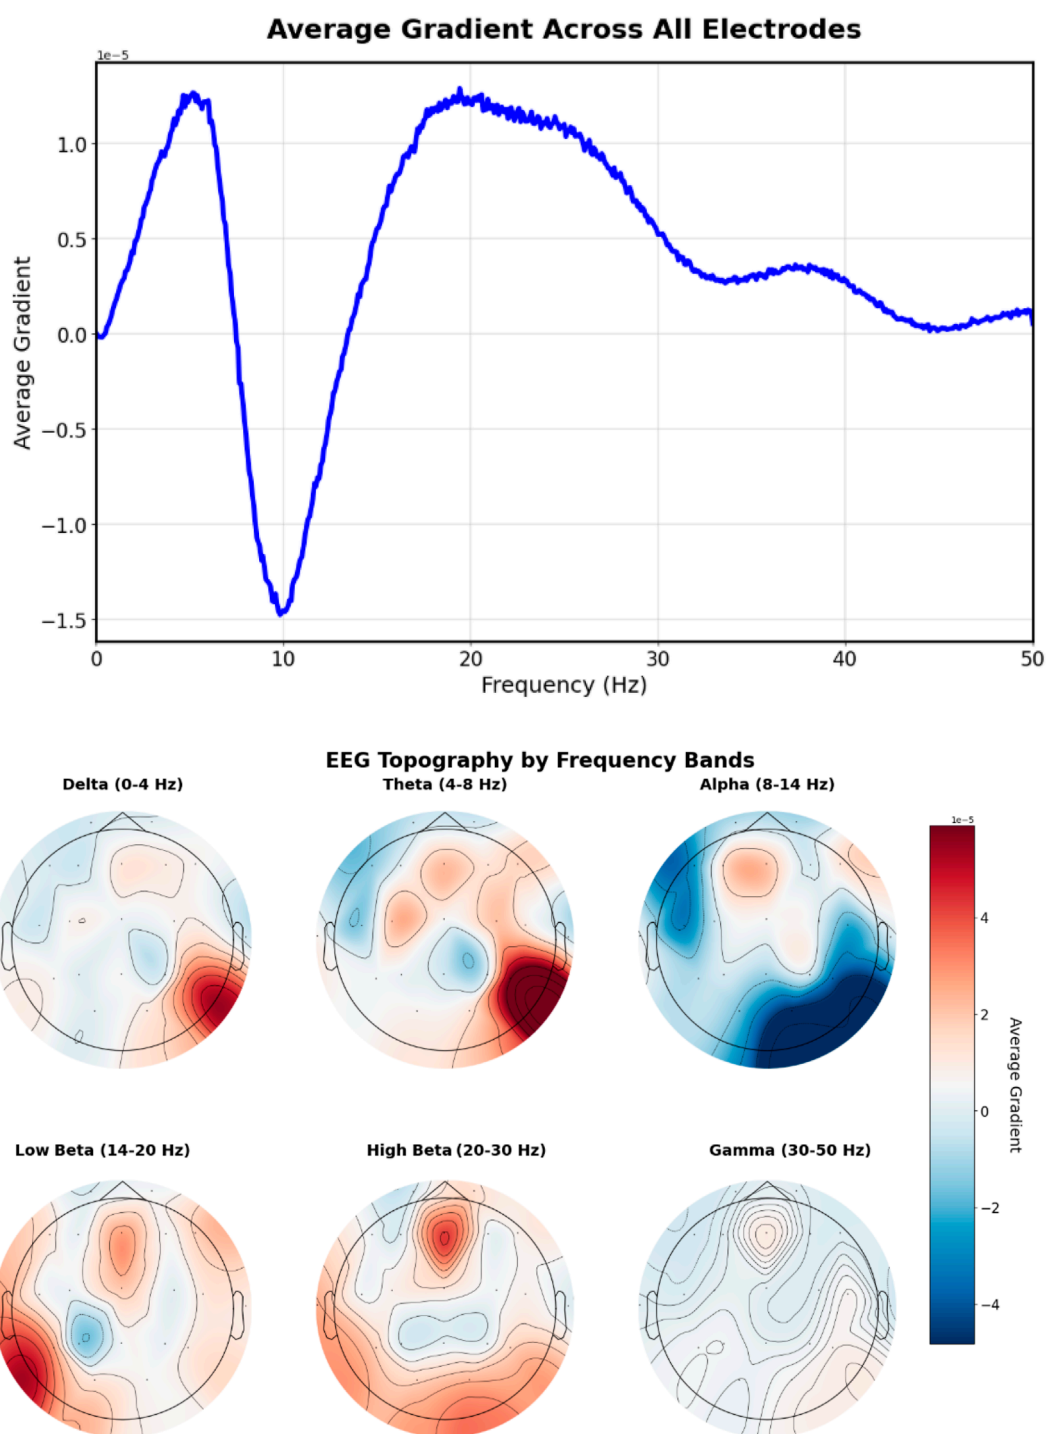 Average Gradient Across All Electrodes
1e−5
1.0
0.5
0.0
−0.5
−1.0
−1.5
Average Gradient
0 10 20 30 40 50
Frequency (Hz)
EEG Topography by Frequency Bands
Delta (0-4 Hz) Theta (4-8 Hz) Alpha (8-14 Hz)
1e−5
4
2
0
−2
−4
Average Gradient
Low Beta (14-20 Hz) High Beta (20-30 Hz) Gamma (30-50 Hz)